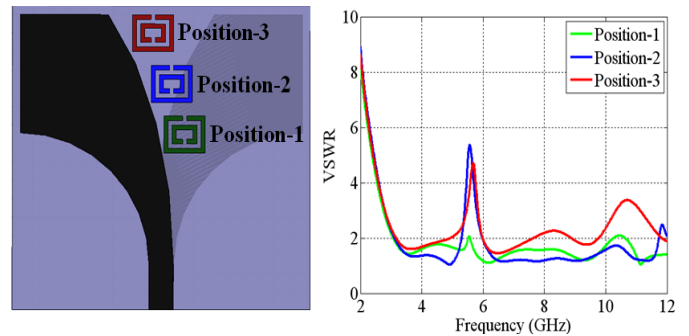 Position-3
Position-2
Position-1
10
8
6
4
2
0
VSWR
Position-1
Position-2
Position-3
2 4 6 8 10 12
Frequency (GHz)